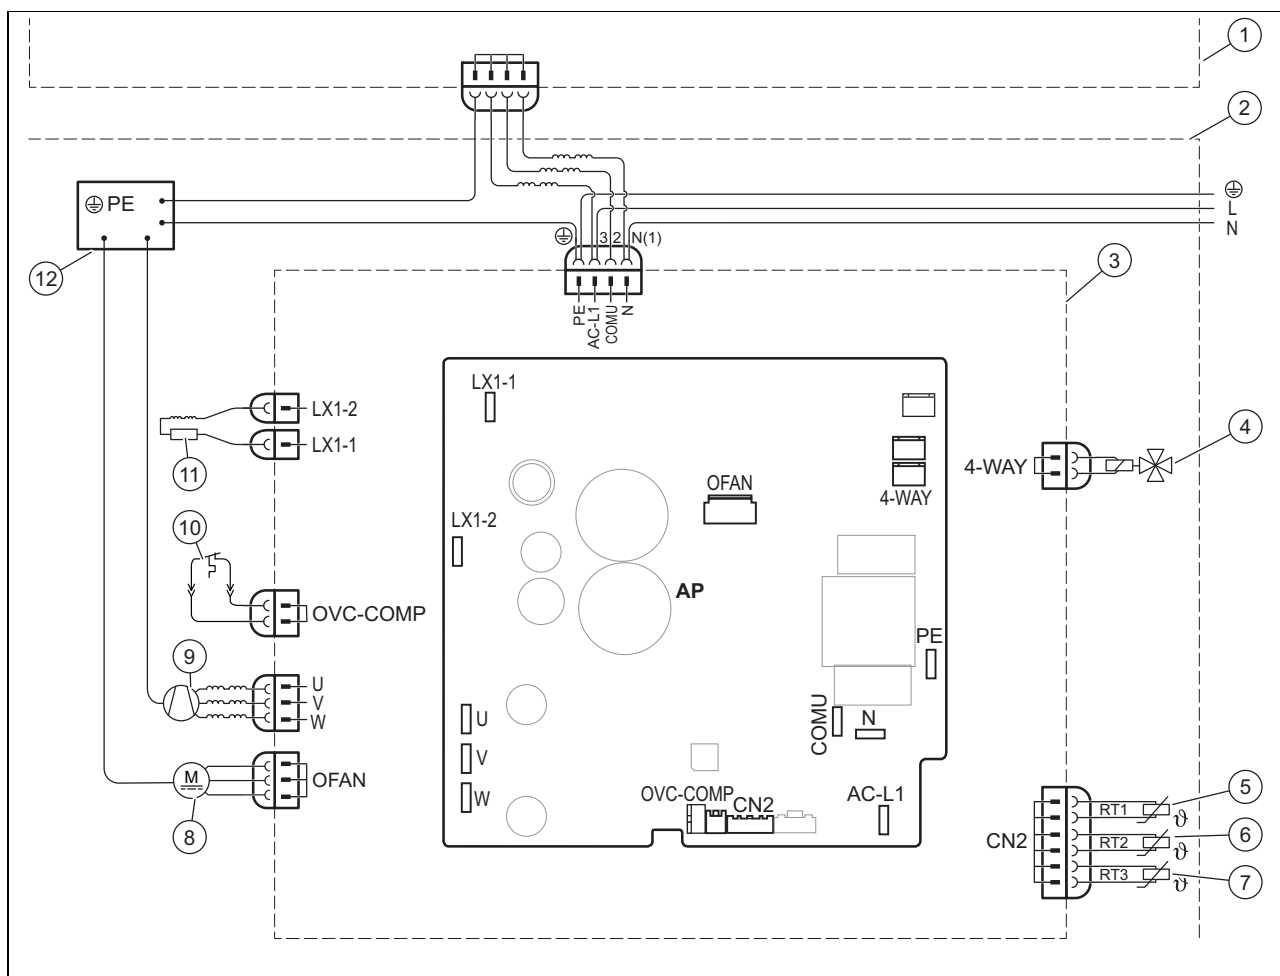 1
2
PE
L
N
3 2 N(1)
12
3
PE
AC-L1
COMU
N
LX1-1
LX1-2
LX1-1
11
4
4-WAY
OFAN
4-WAY
LX1-2
10
OVC-COMP
AP
PE
9
U
V
W
COMU
N
U
V
W
M
OFAN
8
OVC-COMP
CN2
AC-L1
CN2
RT1
ϑ
5
RT2
ϑ
6
RT3
ϑ
7